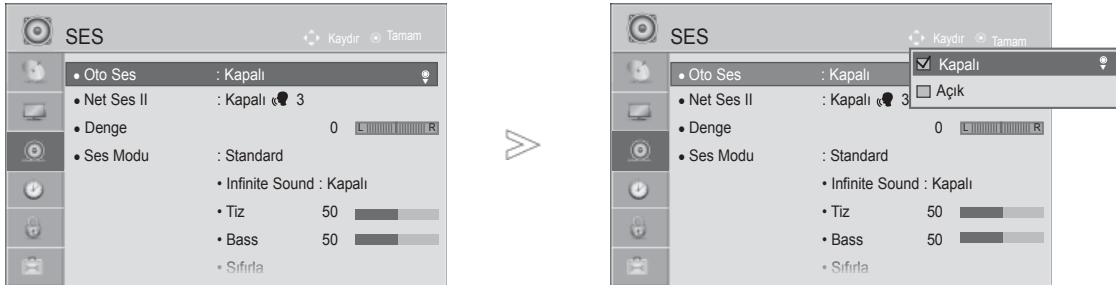 SES
Kaydır Tamam
• Oto Ses : Kapalı
• Net Ses II : Kapalı 3
• Denge 0 L R
• Ses Modu : Standard
• Infinite Sound : Kapalı
• Tiz 50
• Bass 50
• Sıfırla
SES
Kaydır Tamam
• Oto Ses : Kapalı
Kapalı
Açık
• Net Ses II : Kapalı 3
• Denge 0 L R
• Ses Modu : Standard
• Infinite Sound : Kapalı
• Tiz 50
• Bass 50
• Sıfırla